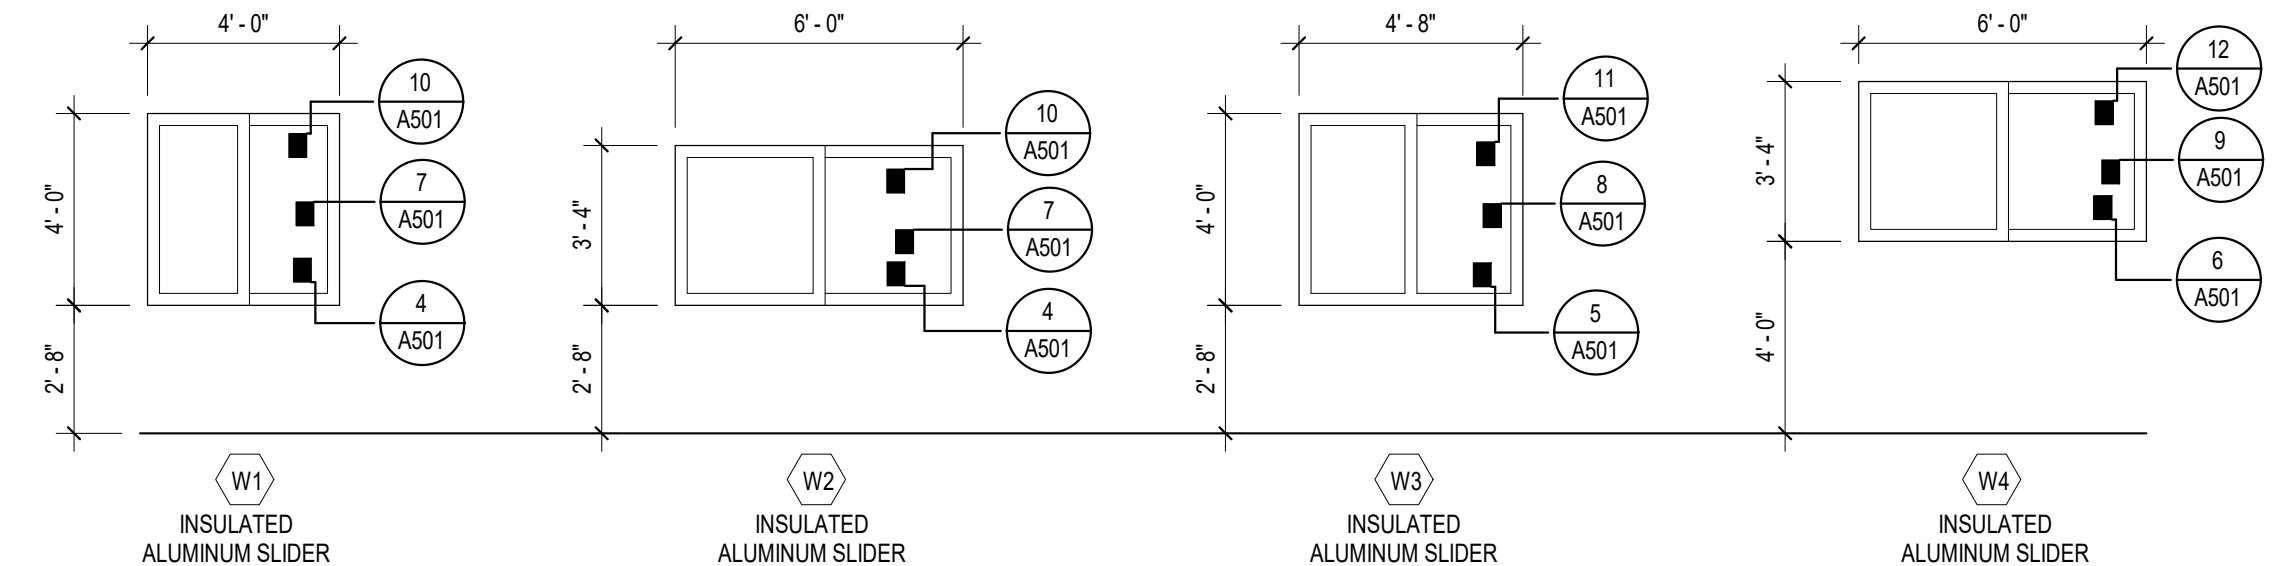 4' - 0"
10
A501
7
A501
4
A501
4' - 0"
2' - 8"
W1
INSULATED
ALUMINUM SLIDER
6' - 0"
10
A501
7
A501
4
A501
3' - 4"
2' - 8"
W2
INSULATED
ALUMINUM SLIDER
4' - 8"
11
A501
8
A501
5
A501
4' - 0"
2' - 8"
W3
INSULATED
ALUMINUM SLIDER
6' - 0"
12
A501
9
A501
6
A501
3' - 4"
4' - 0"
W4
INSULATED
ALUMINUM SLIDER